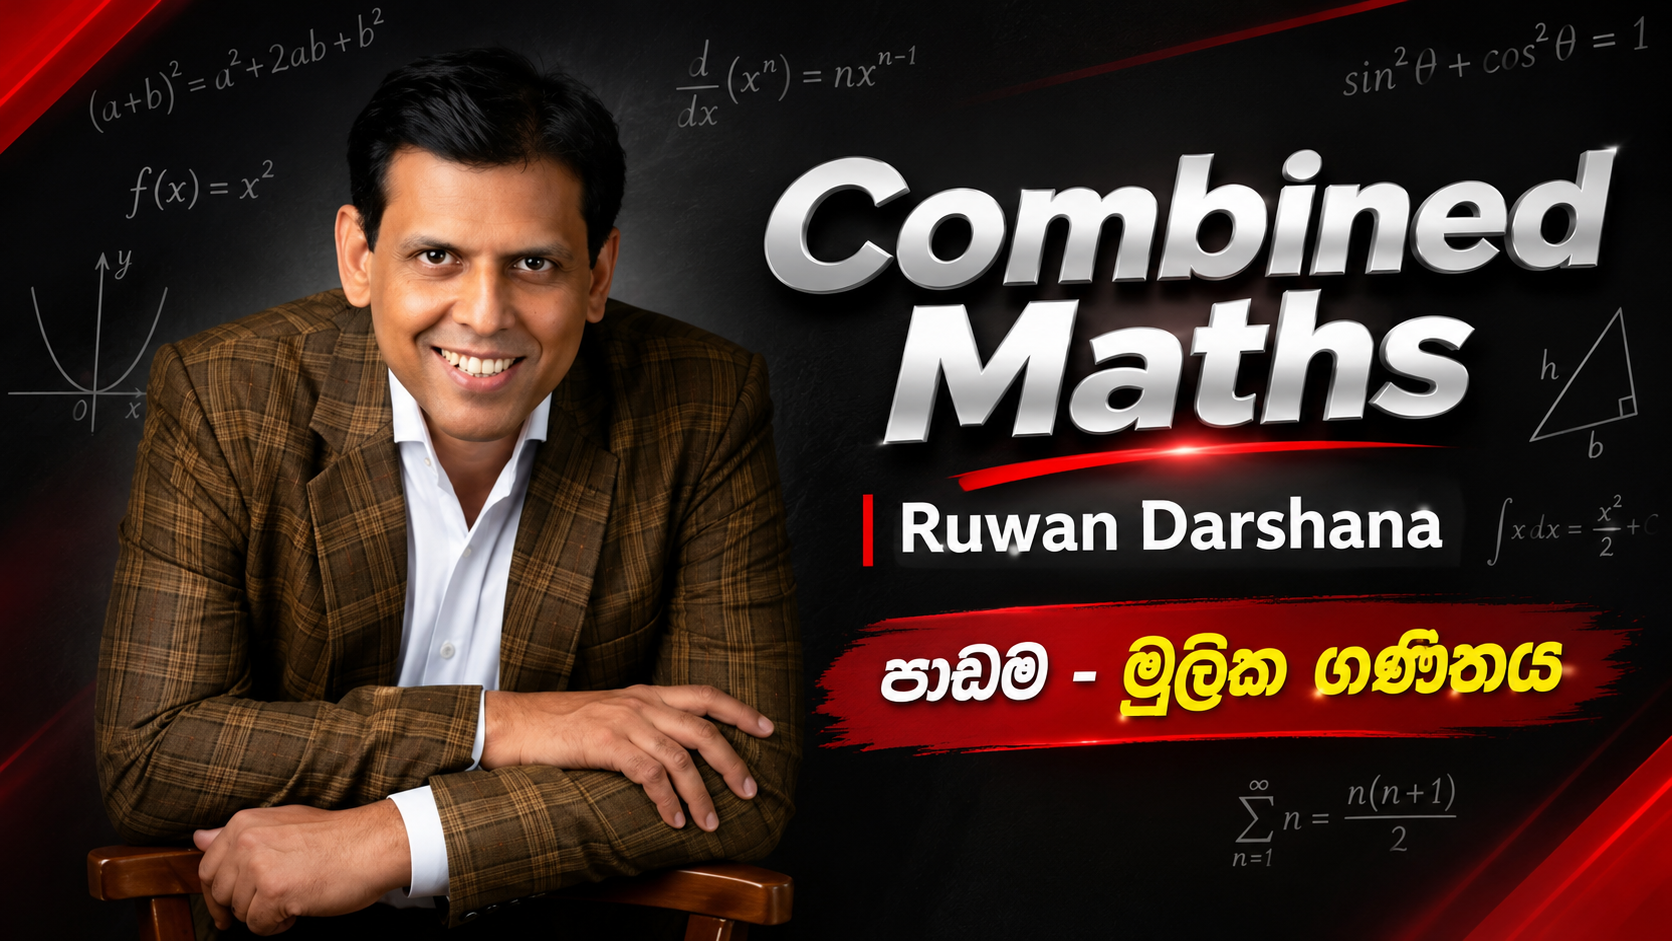 (a+b)² = a² + 2ab + b²
d/dx (xⁿ) = nxⁿ⁻¹
sin²θ + cos²θ = 1
f(x) = x²
y
0 x
Combined
Maths
h
b
Ruwan Darshana
∫x dx = x²/2 + C
පාඩම - මුලික ගණිතය
∞
∑ n = n(n+1)/2
n=1